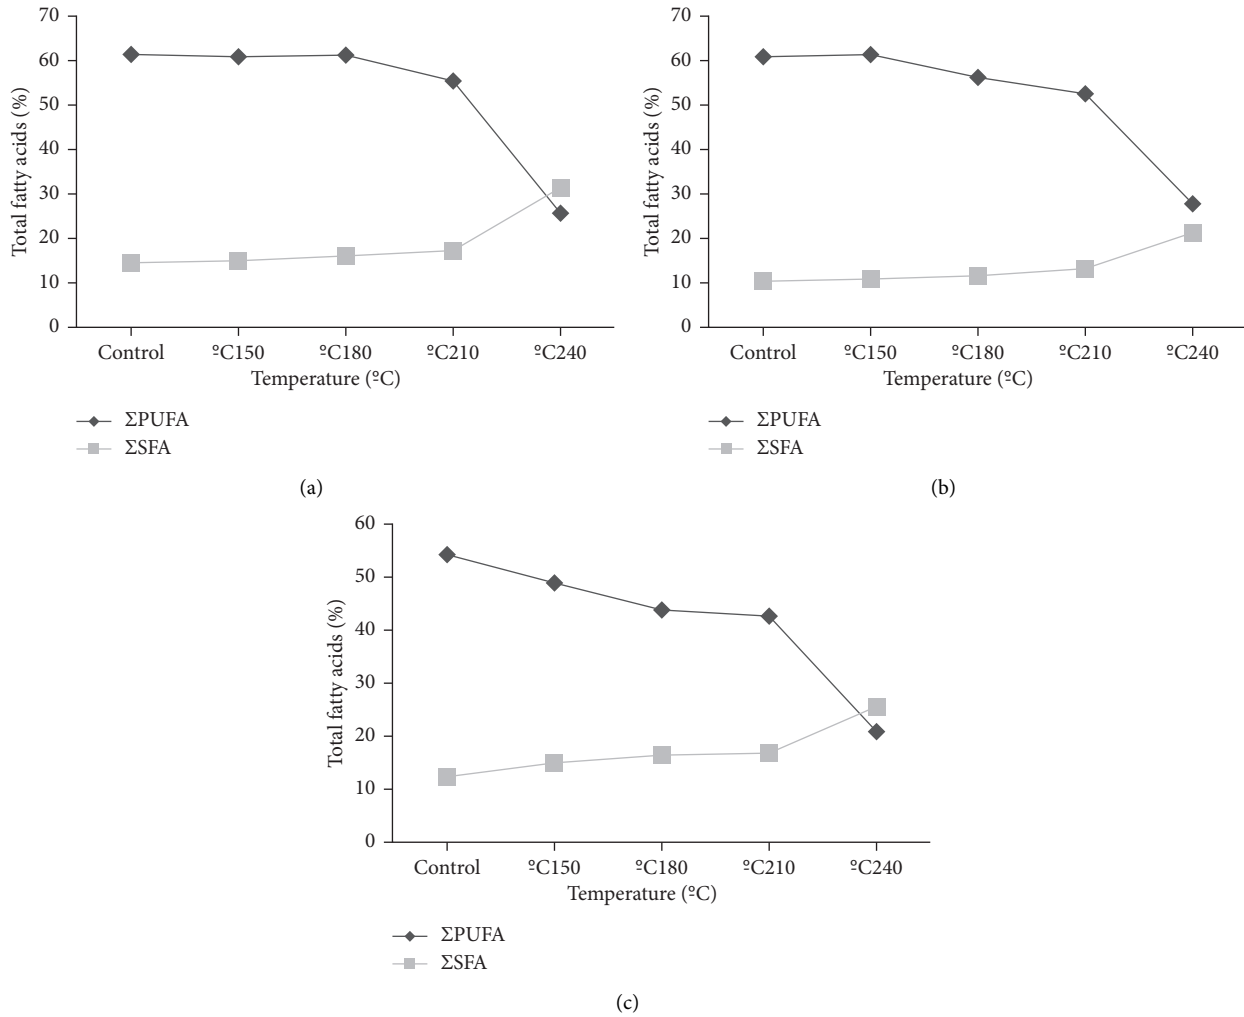 70
60
50
40
30
20
10
0
Total fatty acids (%)
Control ºC150 ºC180 ºC210 ºC240
Temperature (ºC)
ΣPUFA
ΣSFA
(a)
70
60
50
40
30
20
10
0
Total fatty acids (%)
Control ºC150 ºC180 ºC210 ºC240
Temperature (ºC)
ΣPUFA
ΣSFA
(b)
60
50
40
30
20
10
0
Total fatty acids (%)
Control ºC150 ºC180 ºC210 ºC240
Temperature (ºC)
ΣPUFA
ΣSFA
(c)